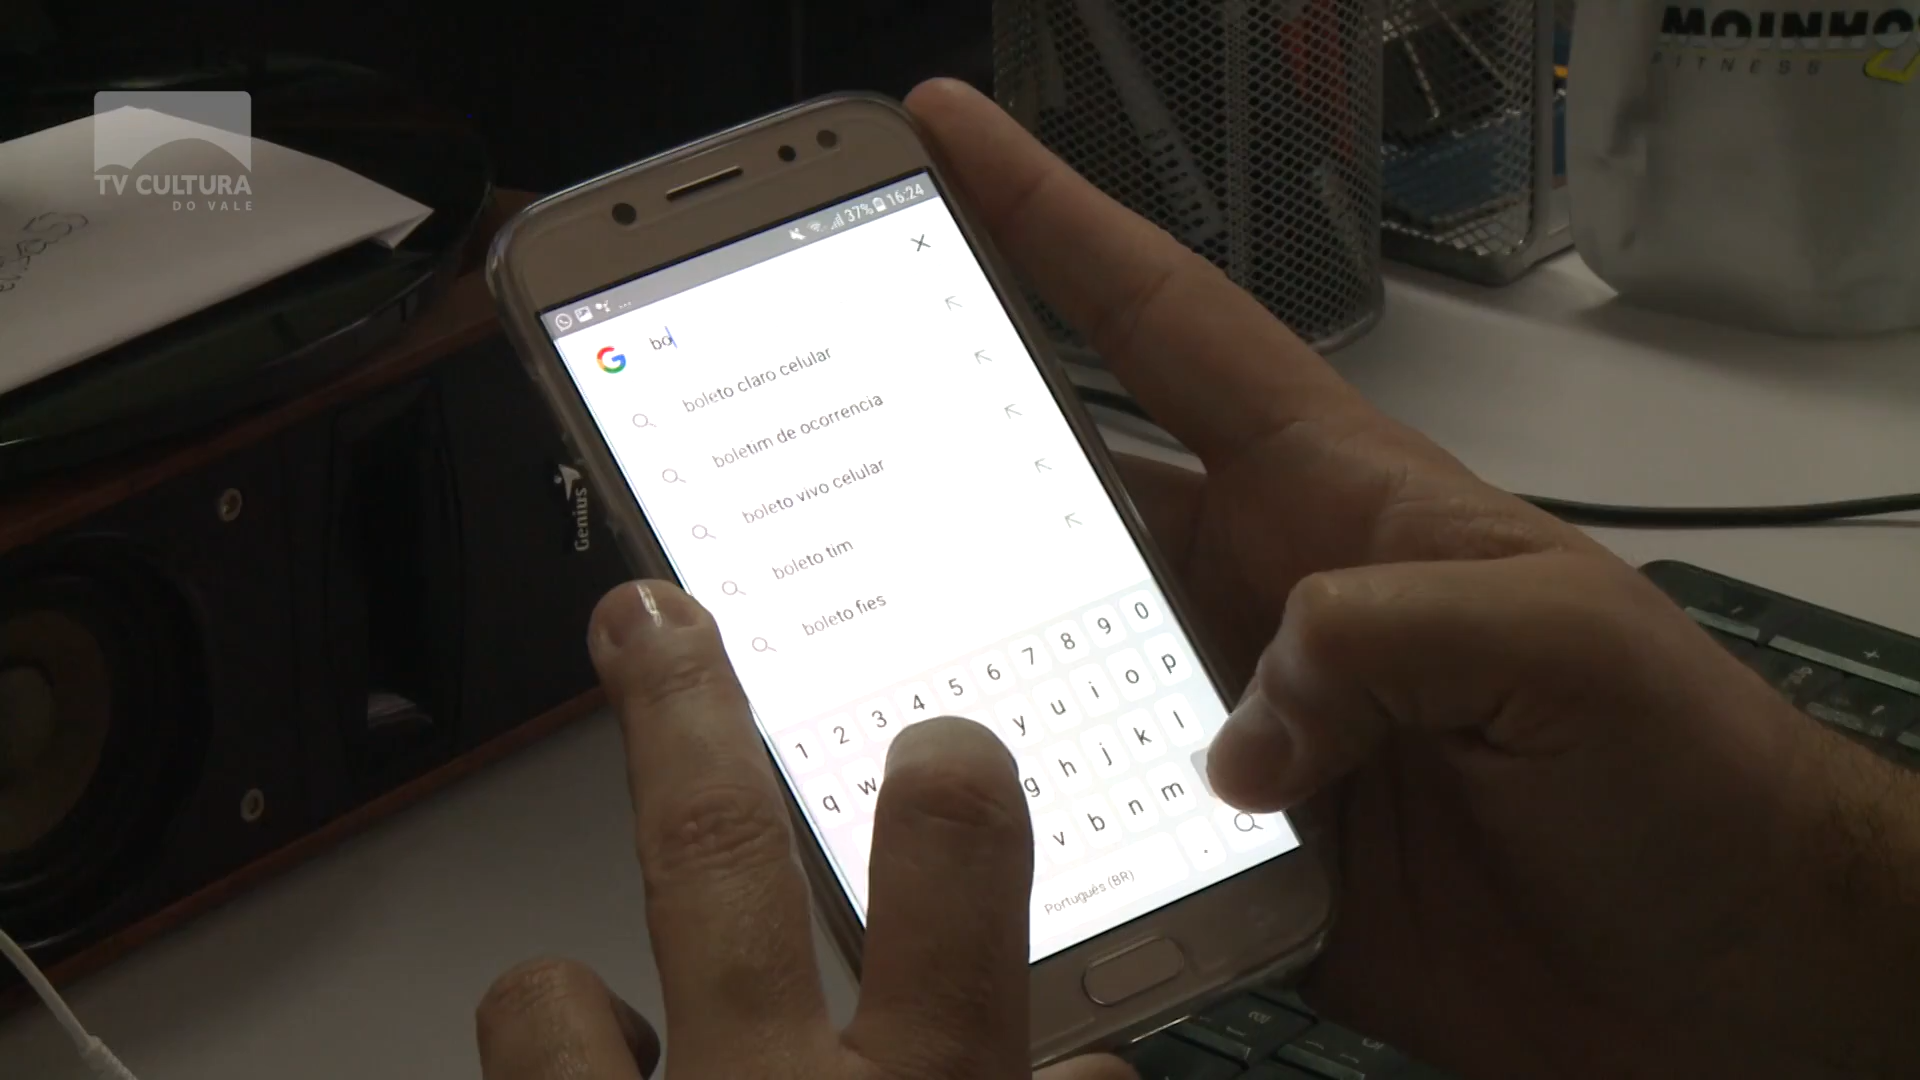 TV CULTURA
DO VALE
MOINHO
FITNESS
37% 16:24
bo
boleto claro celular
boletim de ocorrencia
boleto vivo celular
boleto tim
boleto fies
Genius
1 2 3 4 5 6 7 8 9 0
q w y u i o p
g h j k l
v b n m
Português (BR) .